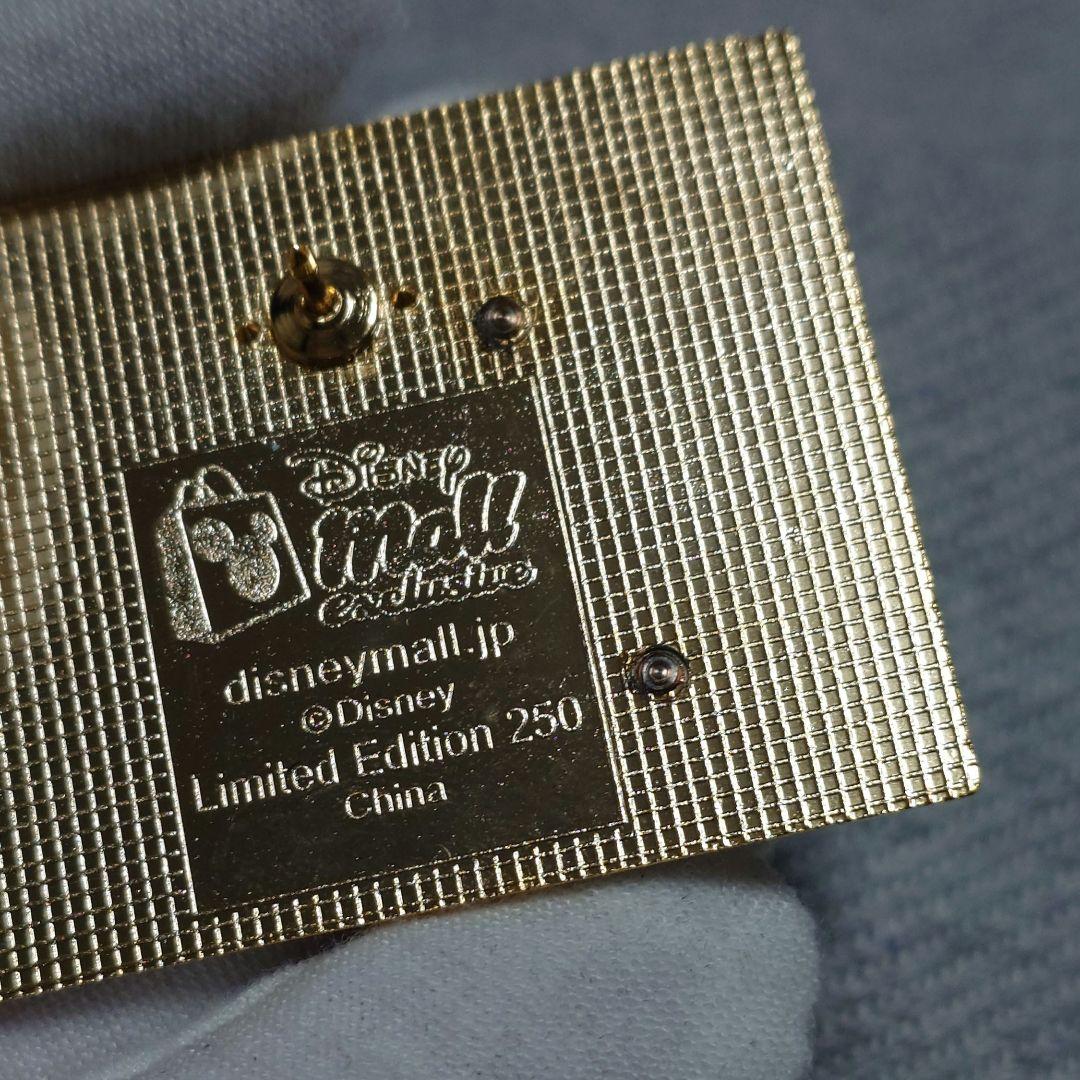 Disney
Mall
exclusive
disneymall.jp
©Disney
Limited Edition 250
China